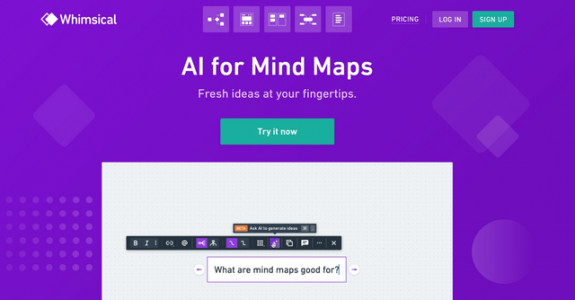 Whimsical
PRICING
LOG IN
SIGN UP
AI for Mind Maps
Fresh ideas at your fingertips.
Try it now
BETA Ask AI to generate ideas
B I
What are mind maps good for?